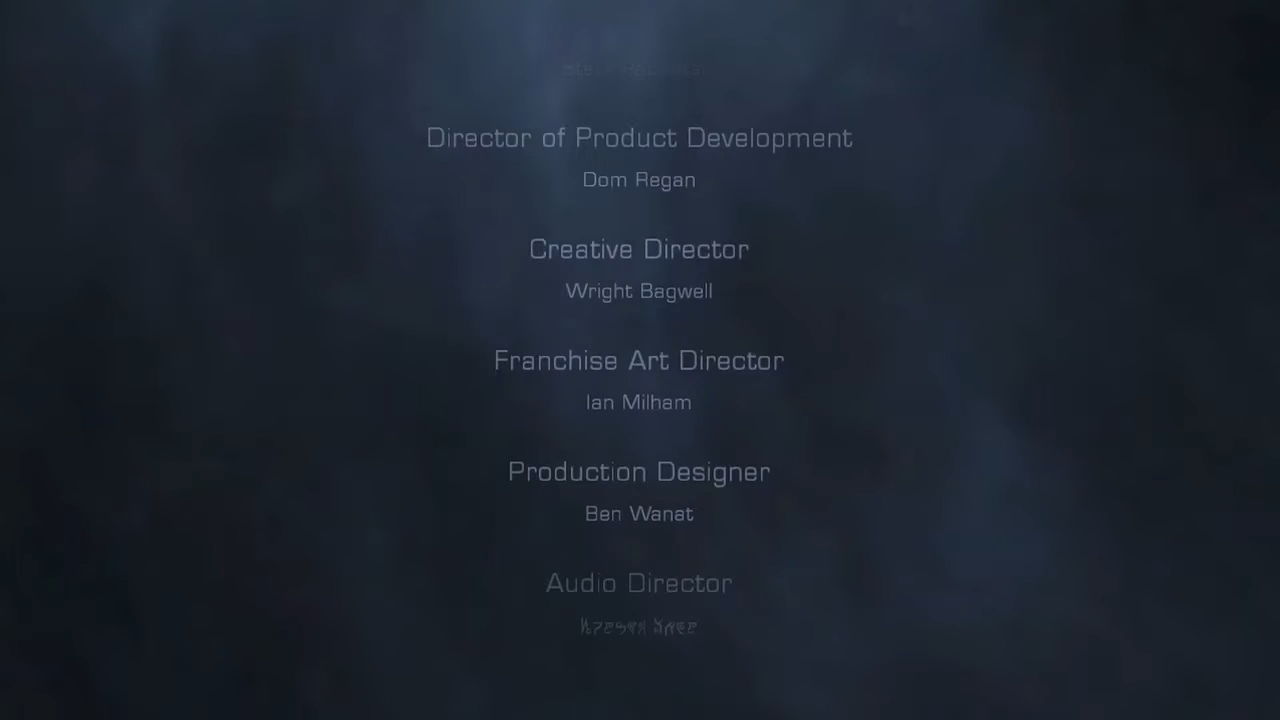 Director of Product Development
Dom Regan
Creative Director
Wright Bagwell
Franchise Art Director
Ian Milham
Production Designer
Ben Wanat
Audio Director